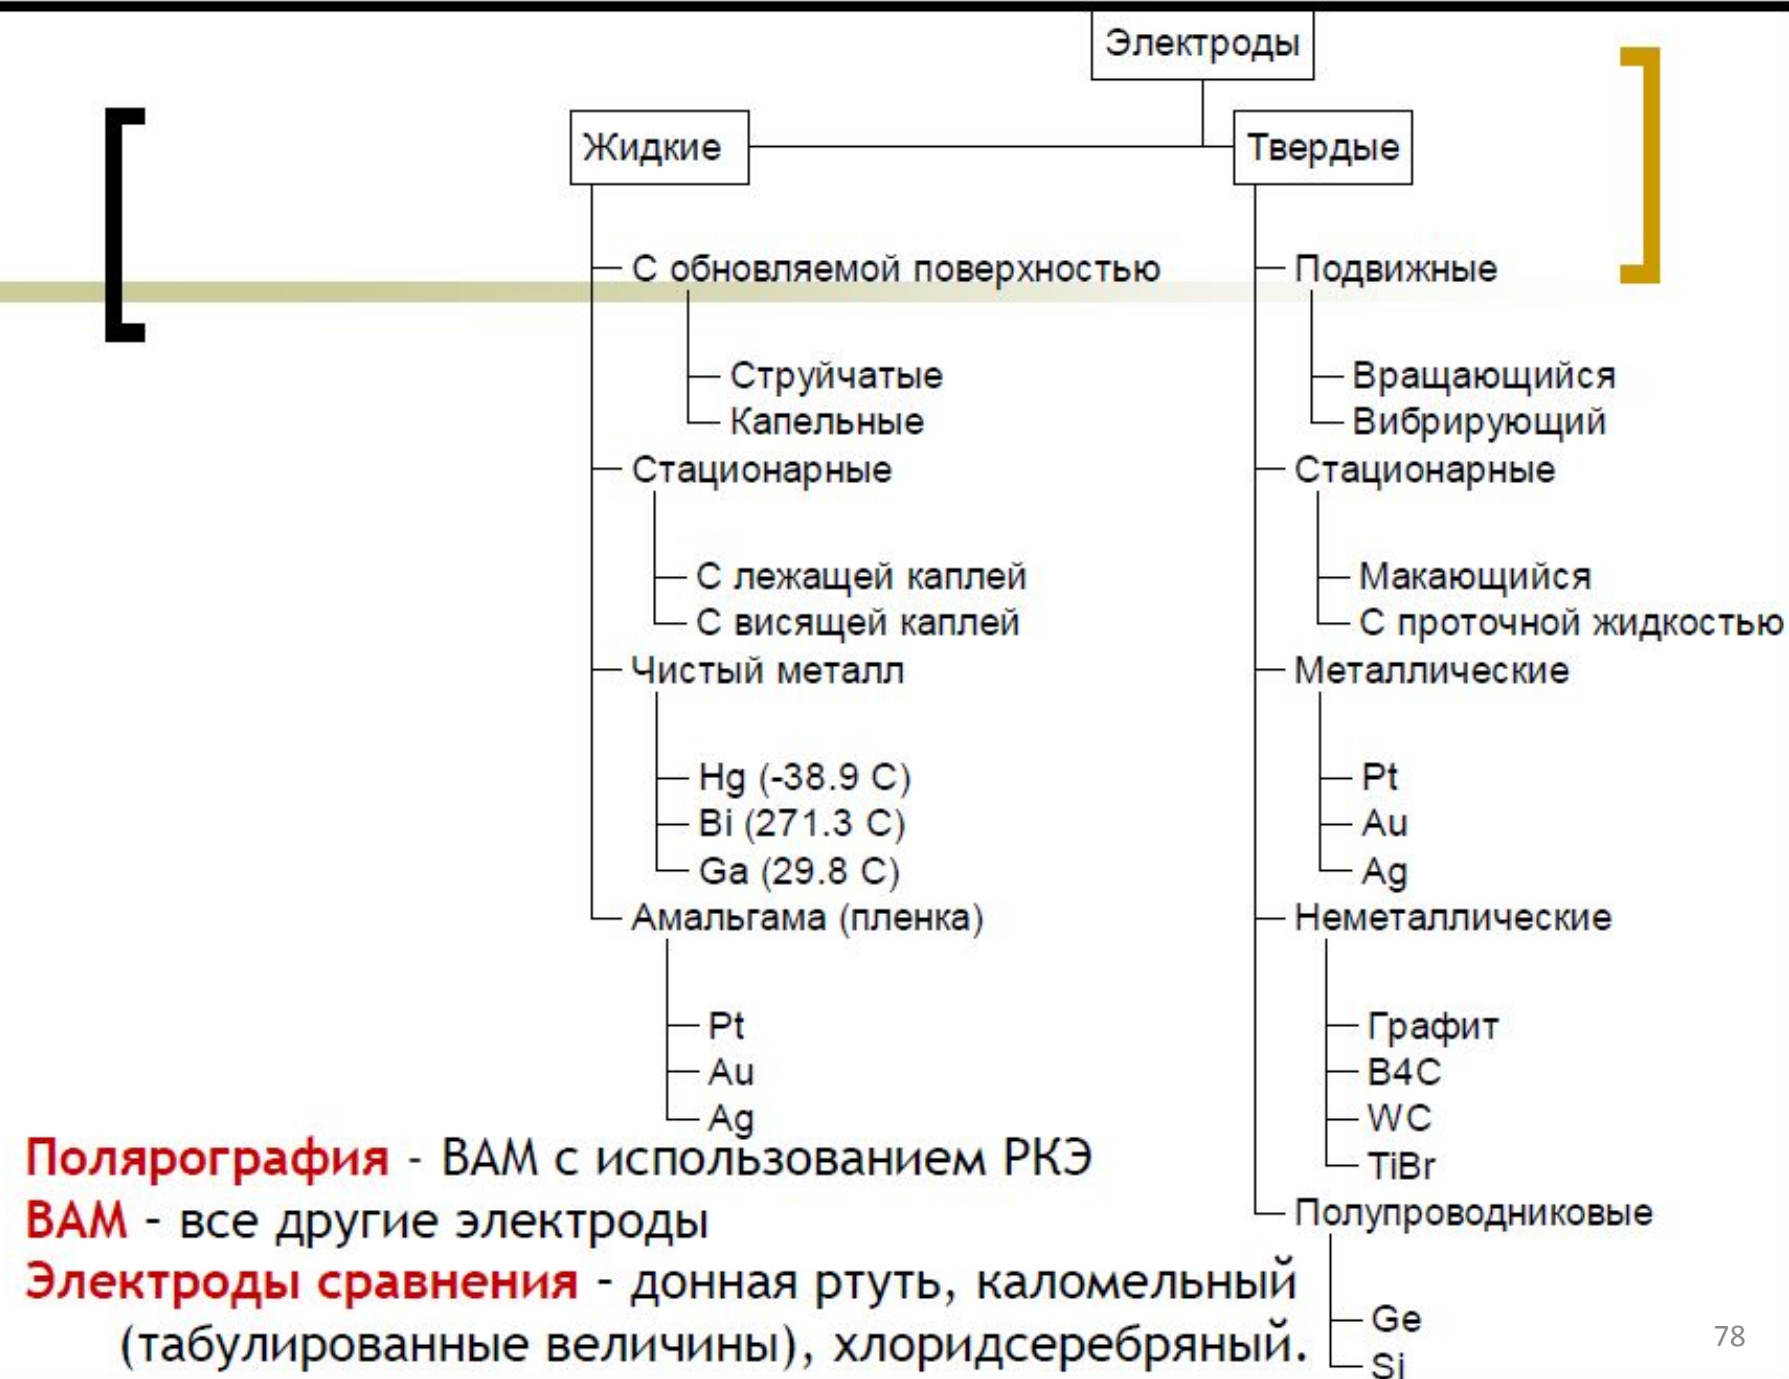 Электроды
Жидкие
Твердые
С обновляемой поверхностью
Струйчатые
Капельные
Стационарные
С лежащей каплей
С висящей каплей
Чистый металл
Hg (-38.9 C)
Bi (271.3 C)
Ga (29.8 C)
Амальгама (пленка)
Pt
Au
Ag
Подвижные
Вращающийся
Вибрирующий
Стационарные
Макающийся
С проточной жидкостью
Металлические
Pt
Au
Ag
Неметаллические
Графит
B4C
WC
TiBr
Полупроводниковые
Ge
Si
Полярография - ВАМ с использованием РКЭ
ВАМ - все другие электроды
Электроды сравнения - донная ртуть, каломельный
(табулированные величины), хлоридсеребряный.
78